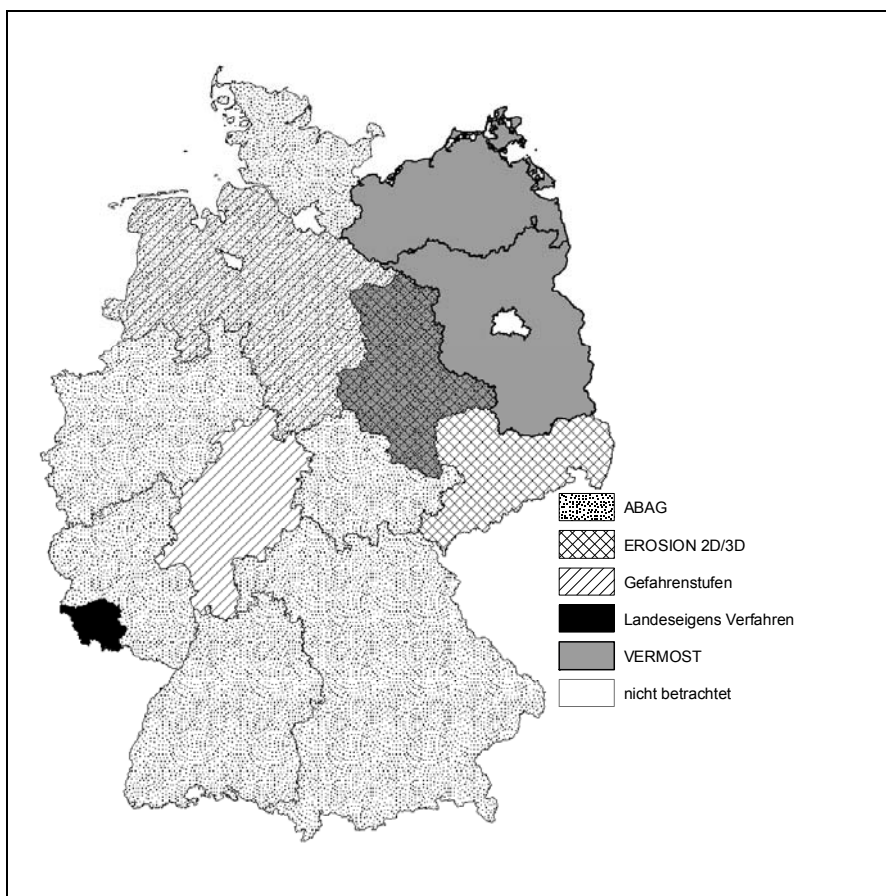 ABAG
EROSION 2D/3D
Gefahrenstufen
Landeseigens Verfahren
VERMOST
nicht betrachtet